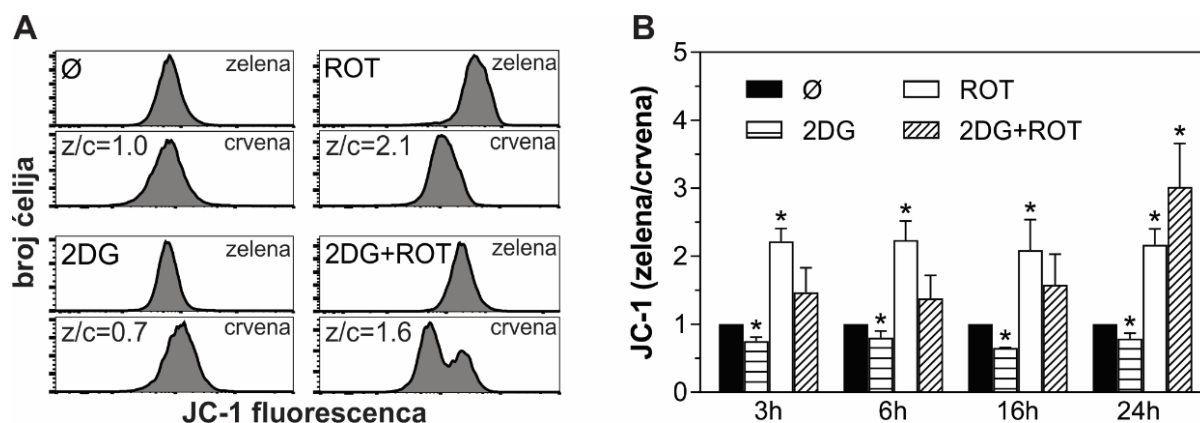 A
Ø
zelena
z/c=1.0
crvena
ROT
zelena
z/c=2.1
crvena
2DG
zelena
z/c=0.7
crvena
2DG+ROT
zelena
z/c=1.6
crvena
broj ćelija
JC-1 fluorescenca
B
JC-1 (zelena/crvena)
5
4
3
2
1
0
Ø
ROT
2DG
2DG+ROT
* * * * * * * * *
3h 6h 16h 24h